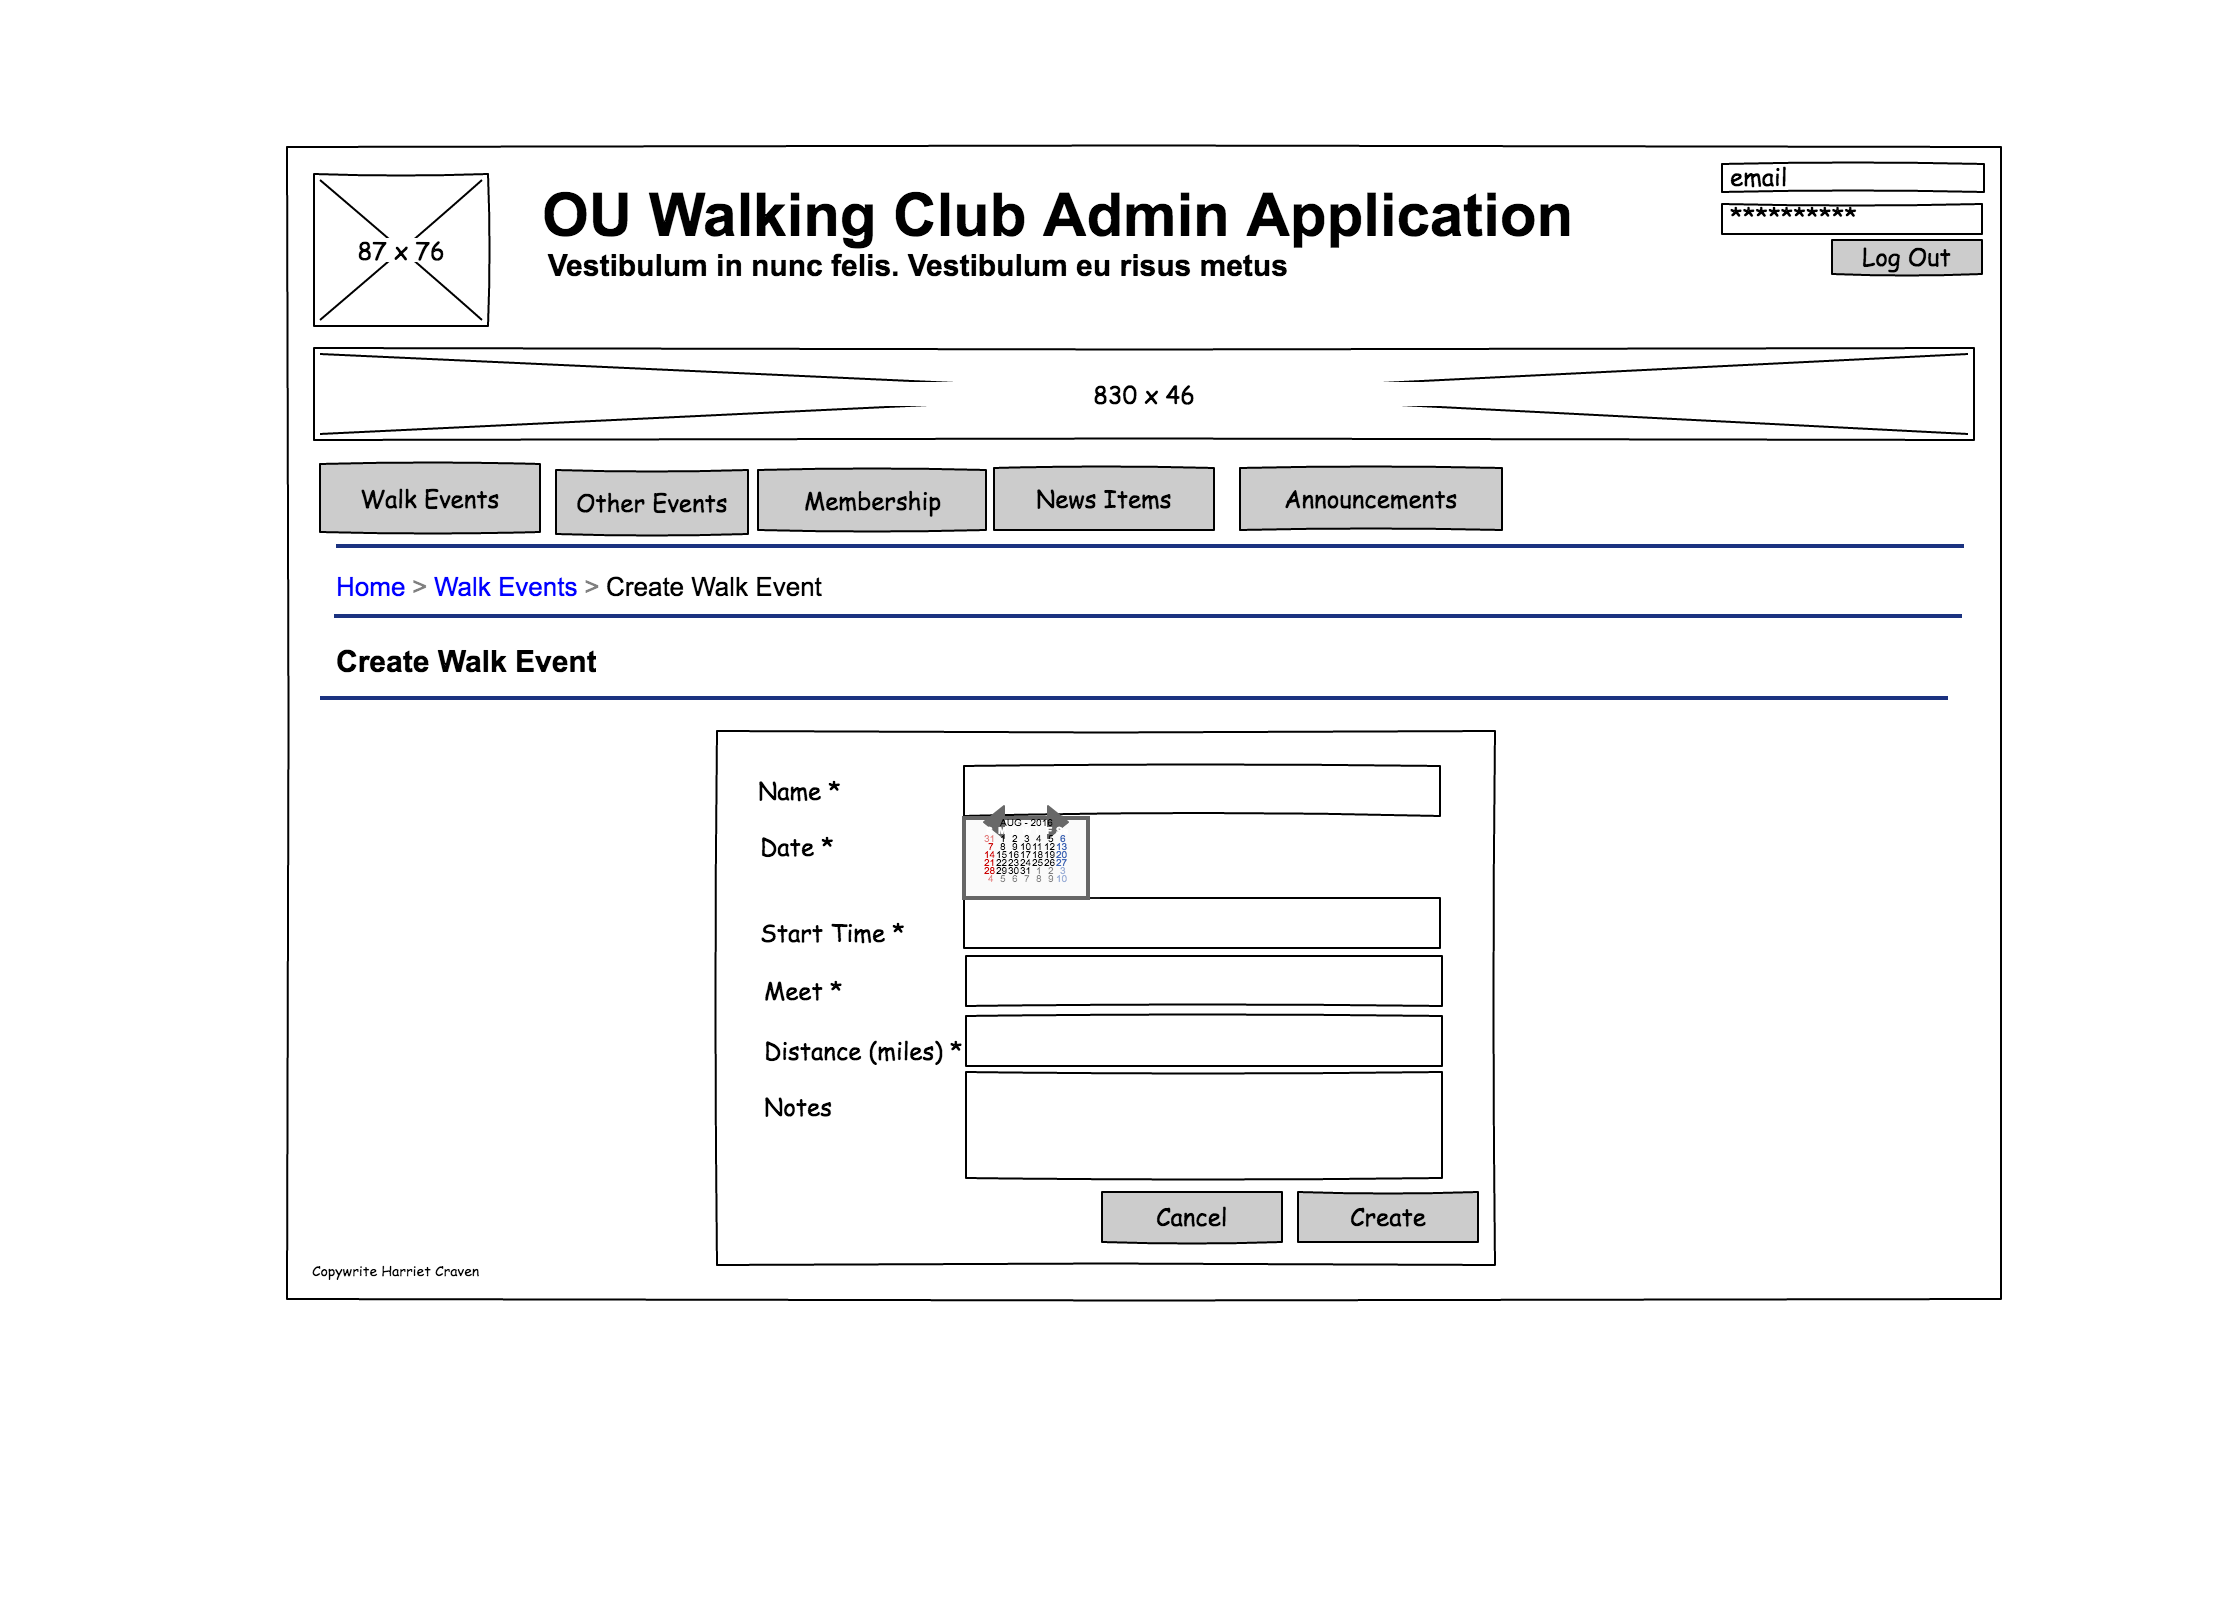 email
**********
Log Out
87 x 76
OU Walking Club Admin Application
Vestibulum in nunc felis. Vestibulum eu risus metus
830 x 46
Walk Events
Other Events
Membership
News Items
Announcements
Home > Walk Events > Create Walk Event
Create Walk Event
Name *
Date *
AUG - 2016
31 1 2 3 4 5 6
7 8 9 10 11 12 13
14 15 16 17 18 19 20
21 22 23 24 25 26 27
28 29 30 31 1 2 3
4 5 6 7 8 9 10
Start Time *
Meet *
Distance (miles) *
Notes
Cancel
Create
Copywrite Harriet Craven